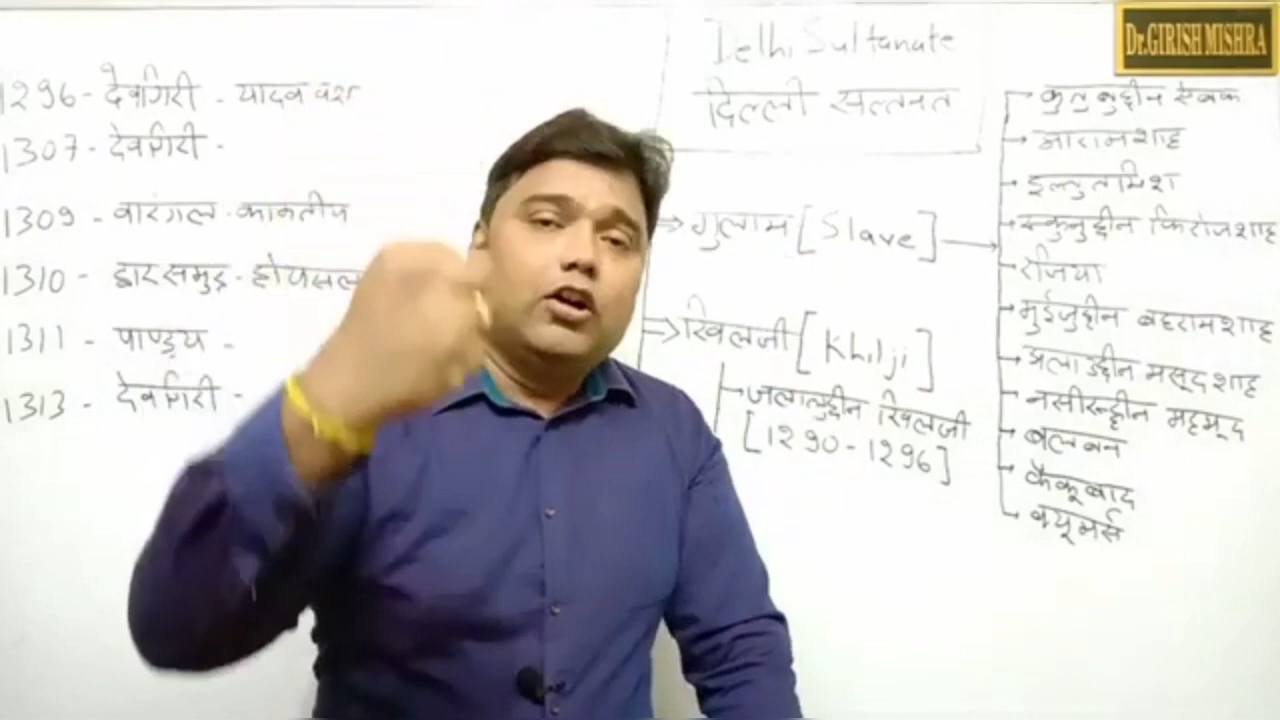 Dr.GIRISH MISHRA
Delhi Sultanate
दिल्ली सल्तनत
1296 - देवगिरी - यादव वंश
1307 - देवगिरी -
1309 - वारंगल - काकतीय
1310 - द्वारसमुद्र - होयसल
1311 - पाण्ड्य -
1313 - देवगिरी -
गुलाम [Slave]
खिलजी [Khilji]
जलालुद्दीन खिलजी
[1290-1296]
कुतुबुद्दीन ऐबक
आरामशाह
इल्तुतमिश
रुकुनुद्दीन फिरोजशाह
रजिया
मुईजुद्दीन बहरामशाह
अलाउद्दीन मसूदशाह
नसीरुद्दीन महमूद
बलबन
कैकूबाद
क्यूमर्स